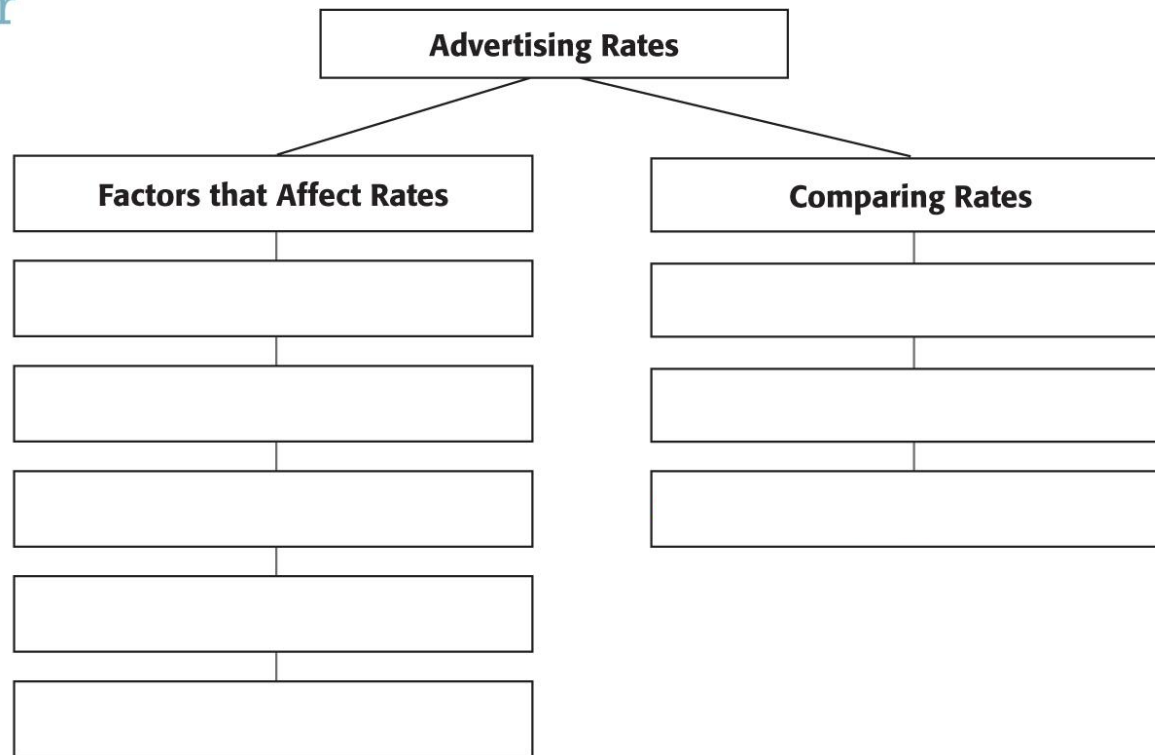 Advertising Rates
Factors that Affect Rates
Comparing Rates